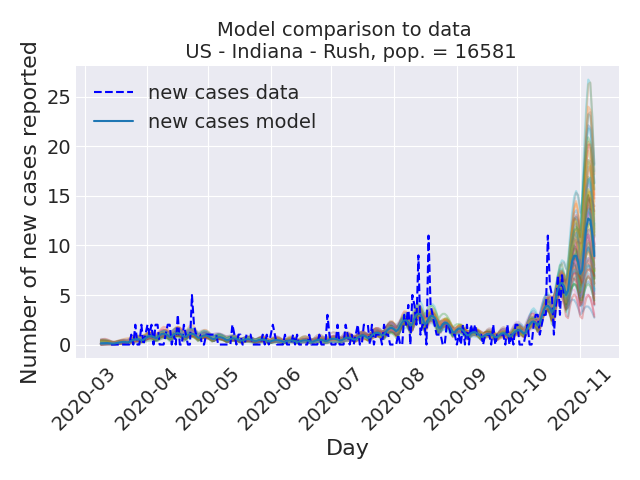 Model comparison to data
US - Indiana - Rush, pop. = 16581
Number of new cases reported
25
20
15
10
5
0
new cases data
new cases model
2020-03
2020-04
2020-05
2020-06
2020-07
2020-08
2020-09
2020-10
2020-11
Day